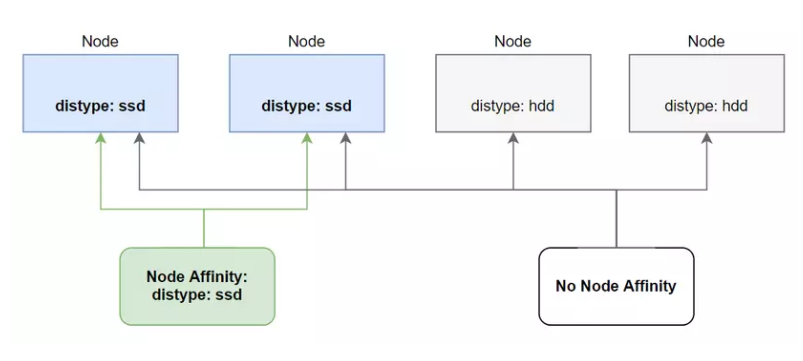 Node
Node
Node
Node
distype: ssd
distype: ssd
distype: hdd
distype: hdd
Node Affinity:
distype: ssd
No Node Affinity